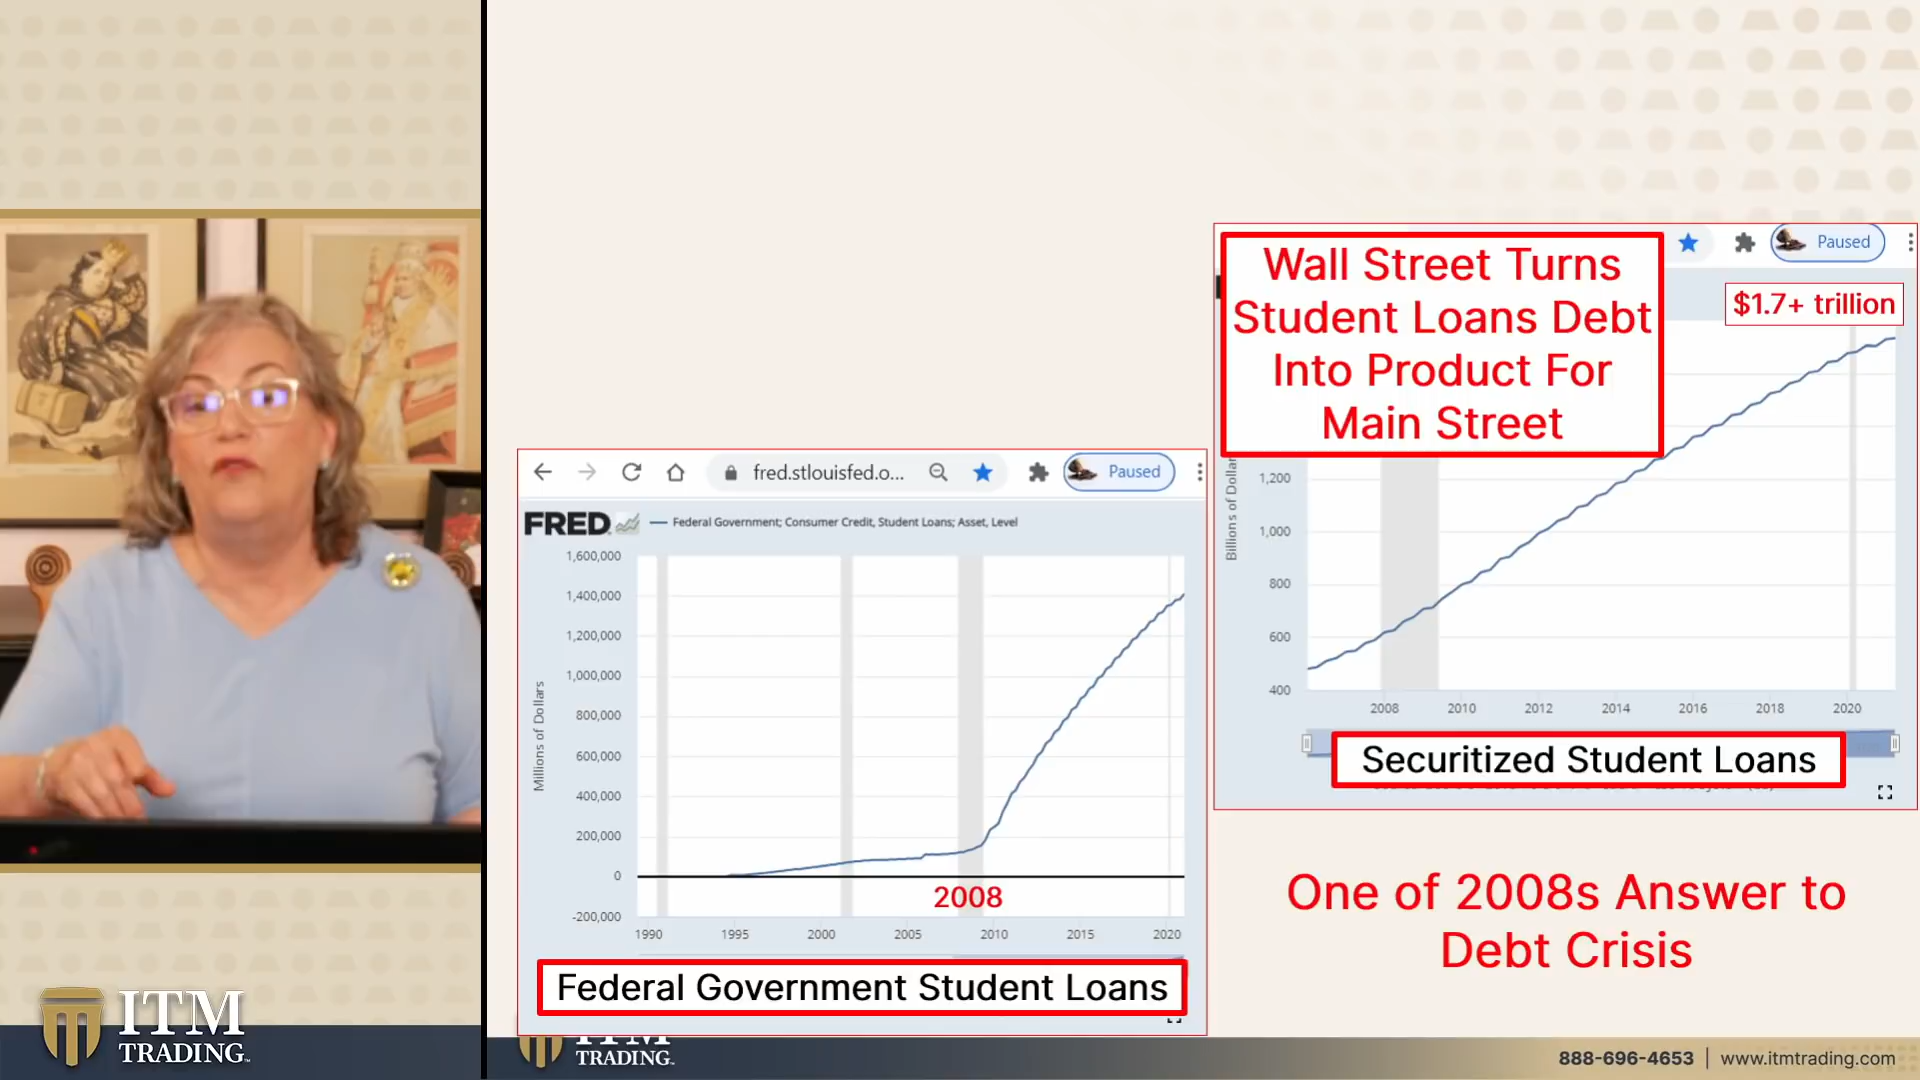 Wall Street Turns
Student Loans Debt
Into Product For
Main Street
Paused
$1.7+ trillion
Billions of Dollar
1,200
1,000
800
600
400
2008 2010 2012 2014 2016 2018 2020
Securitized Student Loans
fred.stlouisfed.o...
Paused
FRED
Federal Government; Consumer Credit, Student Loans; Asset, Level
Millions of Dollars
1,600,000
1,400,000
1,200,000
1,000,000
800,000
600,000
400,000
200,000
0
-200,000
2008
1990 1995 2000 2005 2010 2015 2020
Federal Government Student Loans
One of 2008s Answer to
Debt Crisis
ITM
TRADING
ITM
TRADING
888-696-4653 | www.itmtrading.com